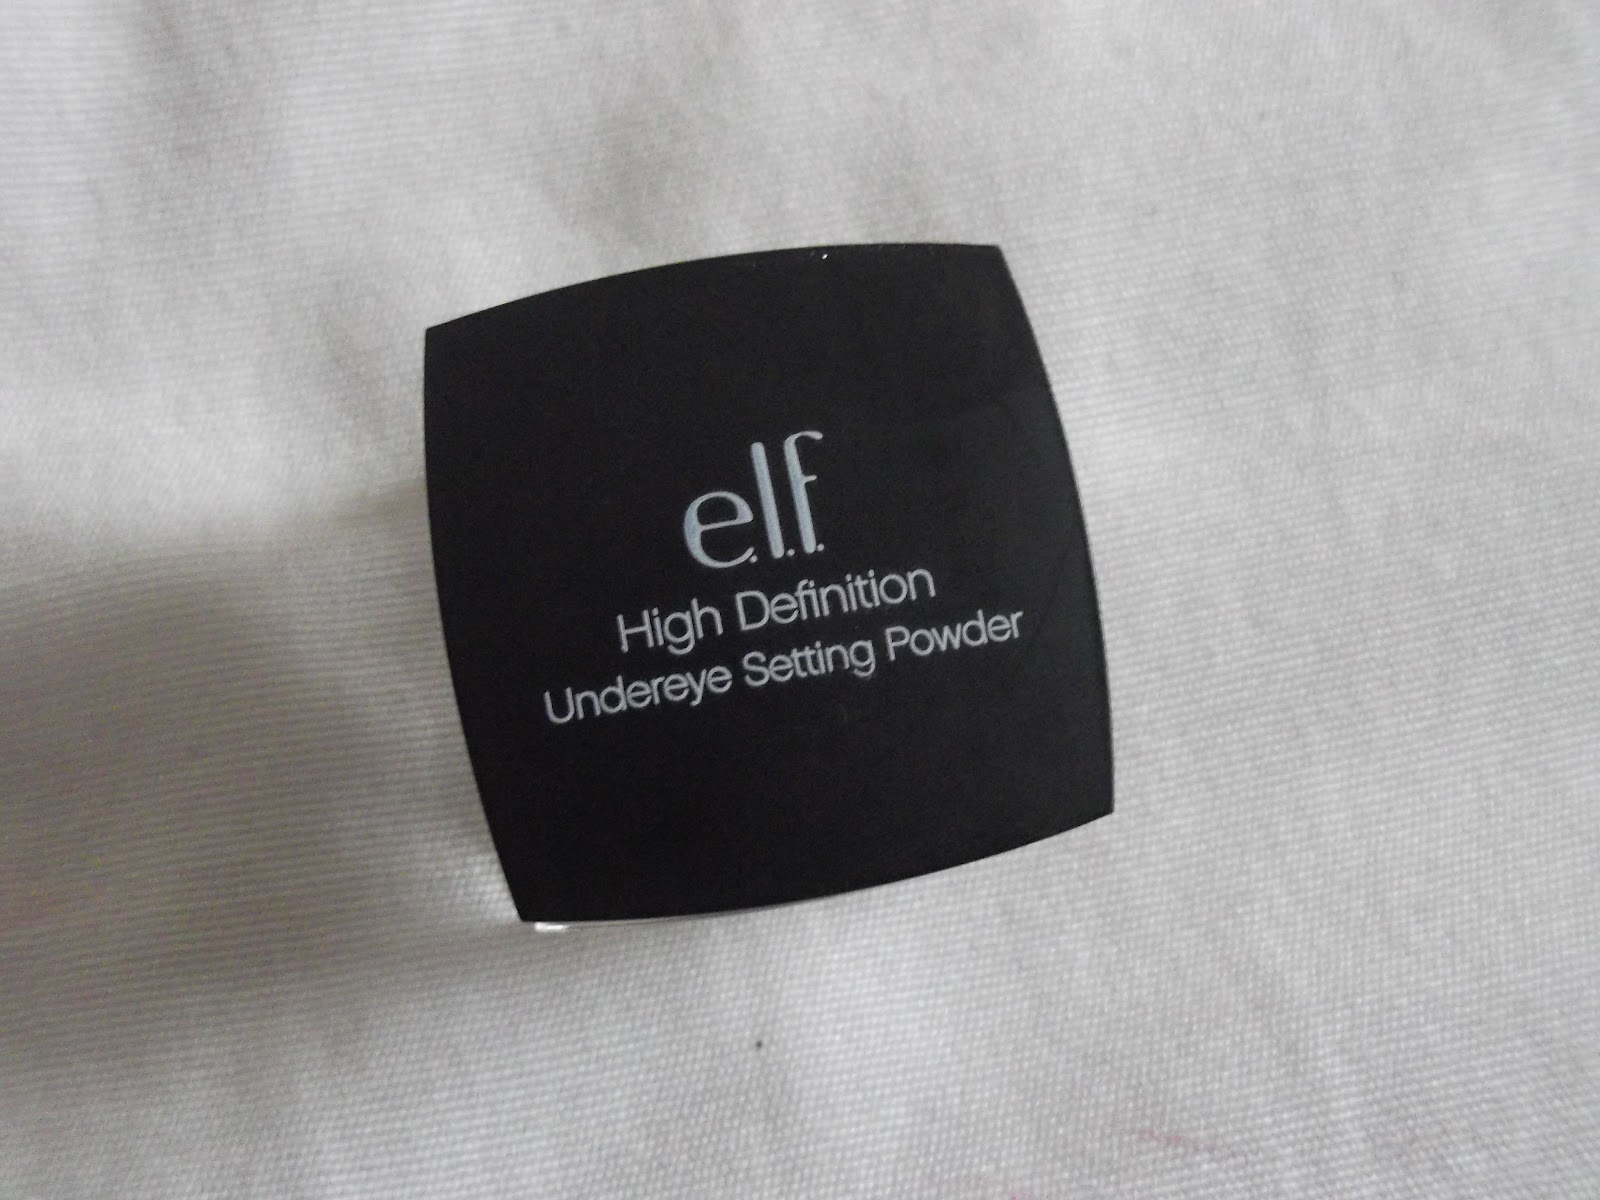 e.l.f.
High Definition
Undereye Setting Powder